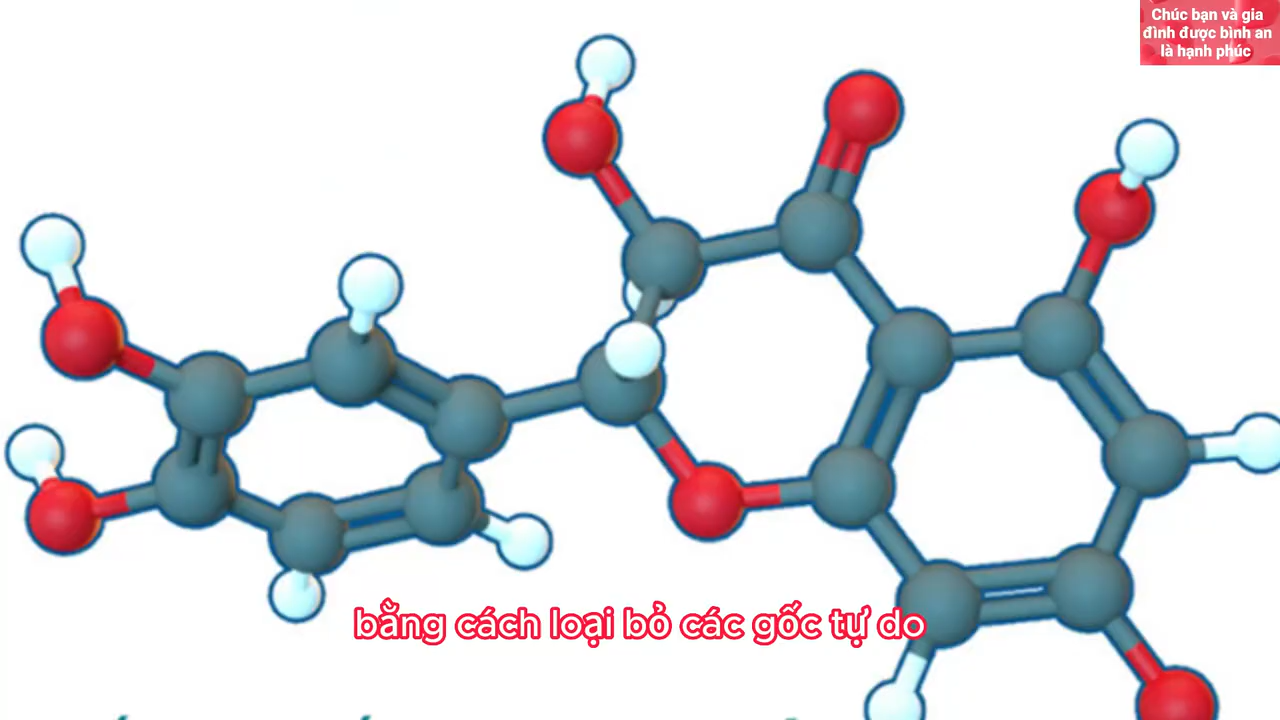 Chúc bạn và gia
đình được bình an
là hạnh phúc
bằng cách loại bỏ các gốc tự do